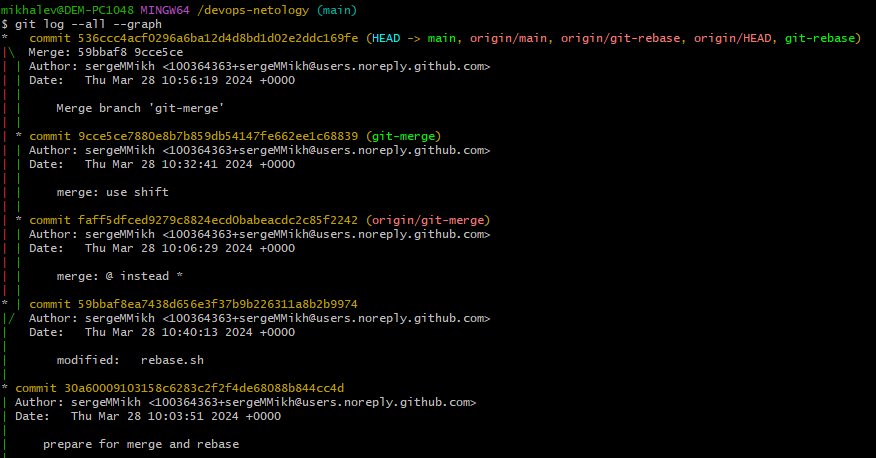 mikhalev@DEM-PC1048 MINGW64 /devops-netology (main)
$ git log --all --graph
*   commit 536ccc4acf0296a6ba12d4d8bd1d02e2ddc169fe (HEAD -> main, origin/main, origin/git-rebase, origin/HEAD, git-rebase)
|\  Merge: 59bbaf8 9cce5ce
| | Author: sergeMMikh <100364363+sergeMMikh@users.noreply.github.com>
| | Date:   Thu Mar 28 10:56:19 2024 +0000
| |
| |     Merge branch 'git-merge'
| |
| * commit 9cce5ce7880e8b7b859db54147fe662ee1c68839 (git-merge)
| | Author: sergeMMikh <100364363+sergeMMikh@users.noreply.github.com>
| | Date:   Thu Mar 28 10:32:41 2024 +0000
| |
| |     merge: use shift
| |
| * commit faff5dfced9279c8824ecd0babeacdc2c85f2242 (origin/git-merge)
| | Author: sergeMMikh <100364363+sergeMMikh@users.noreply.github.com>
| | Date:   Thu Mar 28 10:06:29 2024 +0000
| |
| |     merge: @ instead *
| |
* | commit 59bbaf8ea7438d656e3f37b9b226311a8b2b9974
|/  Author: sergeMMikh <100364363+sergeMMikh@users.noreply.github.com>
|   Date:   Thu Mar 28 10:40:13 2024 +0000
|
|       modified:   rebase.sh
|
* commit 30a60009103158c6283c2f2f4de68088b844cc4d
| Author: sergeMMikh <100364363+sergeMMikh@users.noreply.github.com>
| Date:   Thu Mar 28 10:03:51 2024 +0000
|
|     prepare for merge and rebase
|